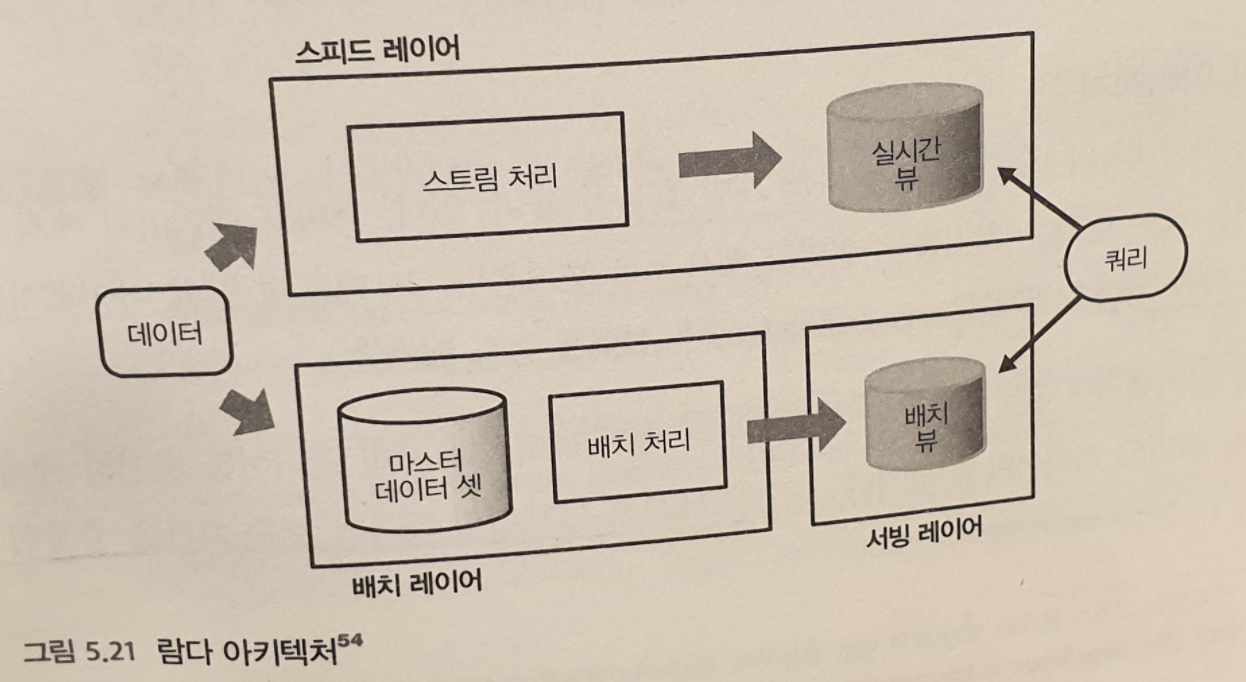 스피드 레이어
스트림 처리
실시간
뷰
쿼리
데이터
마스터
데이터 셋
배치 처리
배치
뷰
서빙 레이어
배치 레이어
그림 5.21 람다 아키텍처54